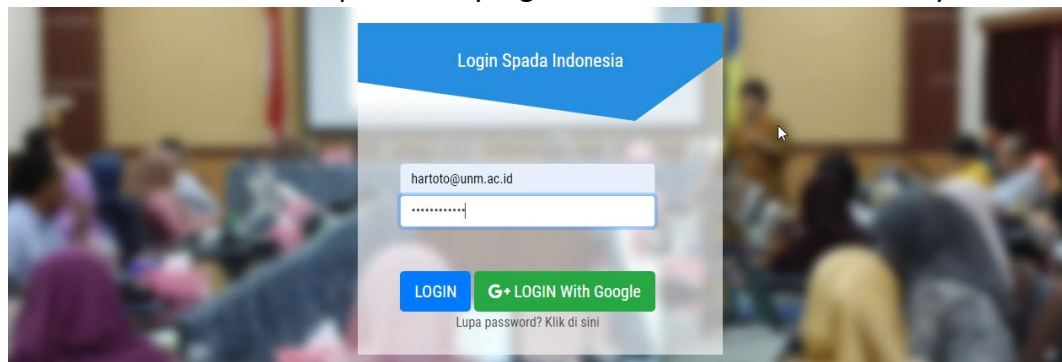 Login Spada Indonesia
hartoto@unm.ac.id
••••••••••••
LOGIN G+ LOGIN With Google
Lupa password? Klik di sini